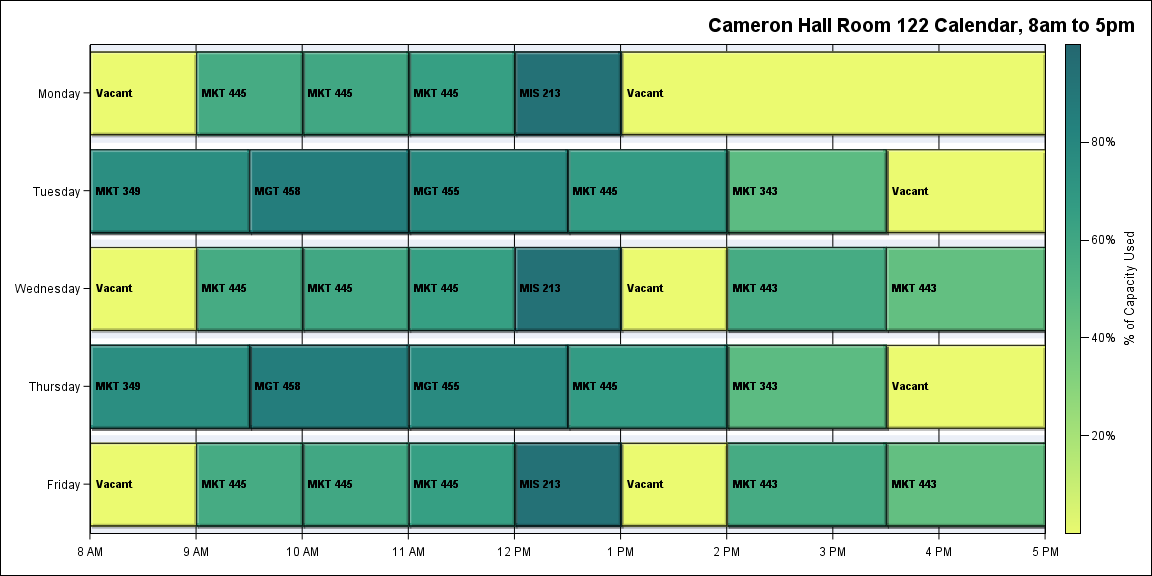 Cameron Hall Room 122 Calendar, 8am to 5pm
Monday
Vacant
MKT 445
MKT 445
MKT 445
MIS 213
Vacant
Tuesday
MKT 349
MGT 458
MGT 455
MKT 445
MKT 343
Vacant
Wednesday
Vacant
MKT 445
MKT 445
MKT 445
MIS 213
Vacant
MKT 443
MKT 443
Thursday
MKT 349
MGT 458
MGT 455
MKT 445
MKT 343
Vacant
Friday
Vacant
MKT 445
MKT 445
MKT 445
MIS 213
Vacant
MKT 443
MKT 443
8 AM
9 AM
10 AM
11 AM
12 PM
1 PM
2 PM
3 PM
4 PM
5 PM
80%
60%
40%
20%
% of Capacity Used